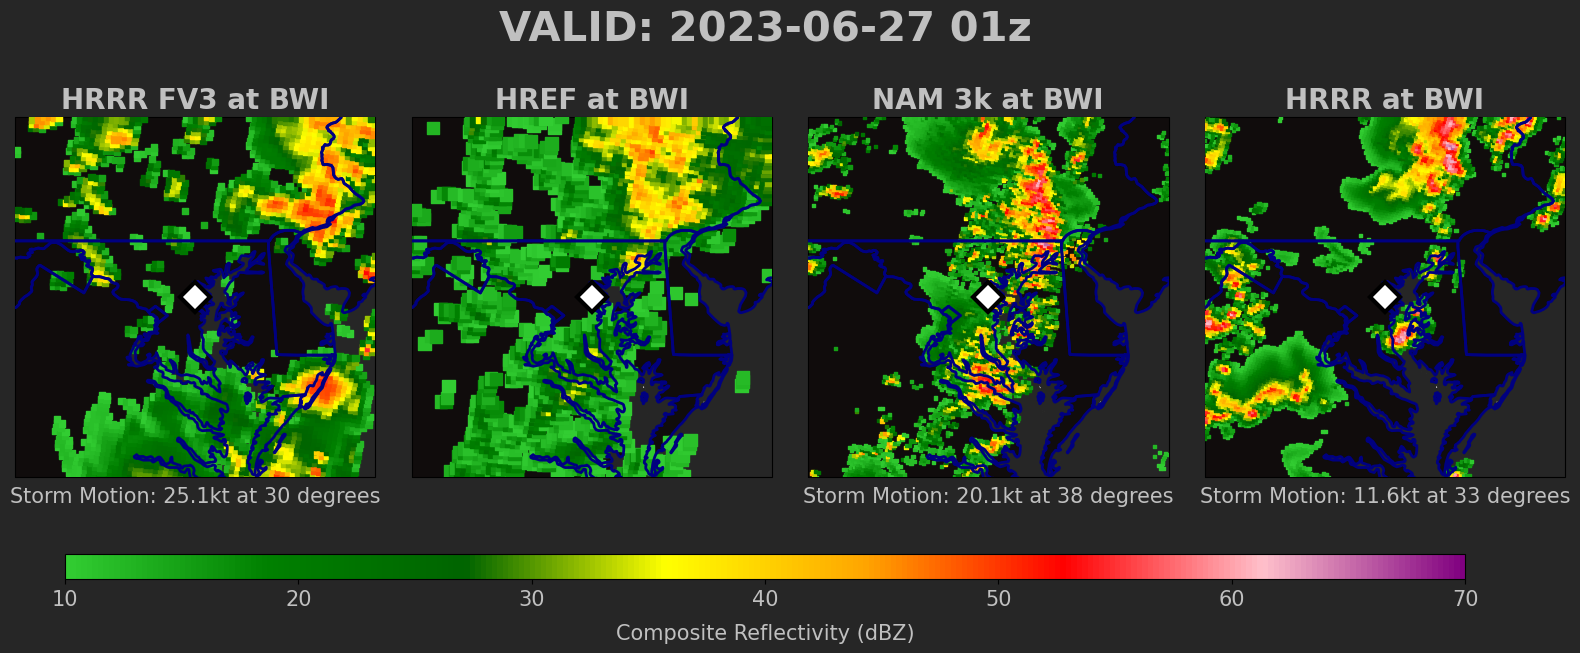 VALID: 2023-06-27 01z
HRRR FV3 at BWI
HREF at BWI
NAM 3k at BWI
HRRR at BWI
Storm Motion: 25.1kt at 30 degrees
Storm Motion: 20.1kt at 38 degrees
Storm Motion: 11.6kt at 33 degrees
10 20 30 40 50 60 70
Composite Reflectivity (dBZ)